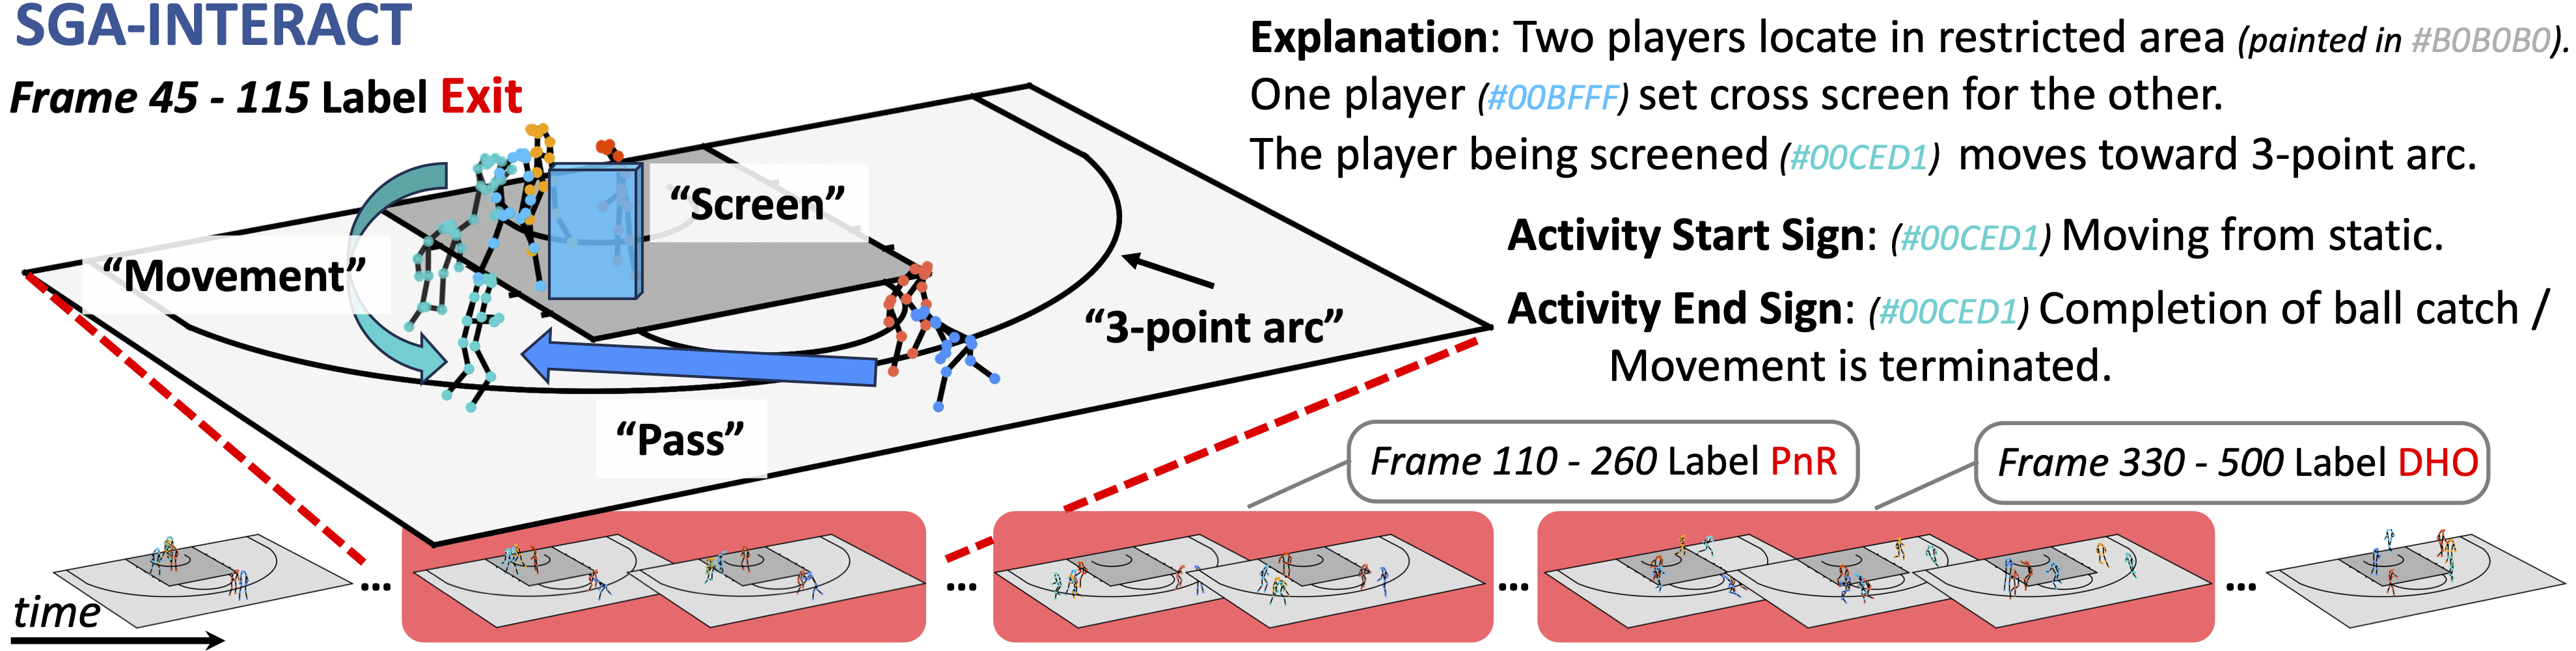 SGA-INTERACT
Frame 45 - 115 Label Exit
Explanation: Two players locate in restricted area (painted in #B0B0B0).
One player (#00BFFF) set cross screen for the other.
The player being screened (#00CED1) moves toward 3-point arc.
Activity Start Sign: (#00CED1) Moving from static.
Activity End Sign: (#00CED1) Completion of ball catch /
Movement is terminated.
“Screen”
“Movement”
“3-point arc”
“Pass”
Frame 110 - 260 Label PnR
Frame 330 - 500 Label DHO
...
...
...
...
time